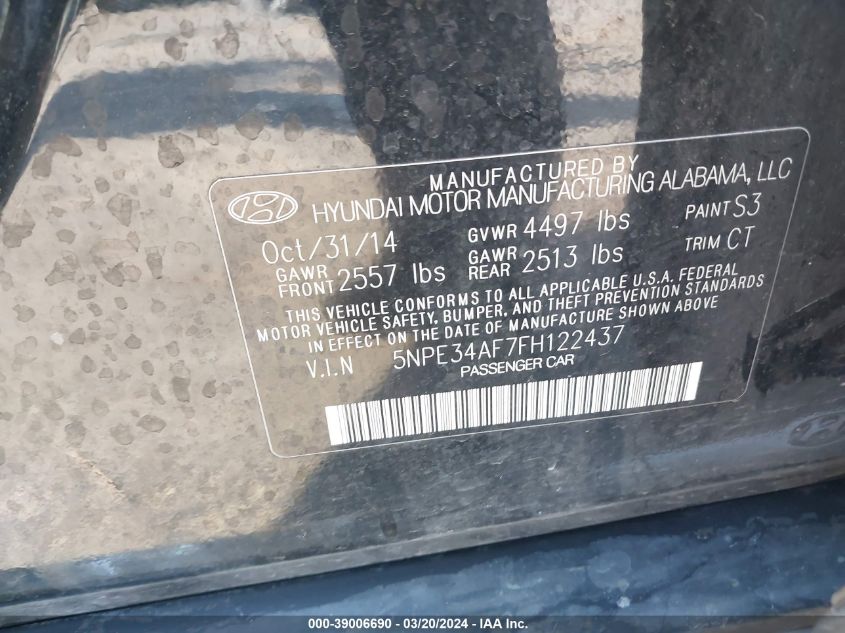 MANUFACTURED BY
HYUNDAI MOTOR MANUFACTURING ALABAMA, LLC
Oct/31/14 GVWR 4497 lbs PAINT S3
GAWR FRONT 2557 lbs GAWR REAR 2513 lbs TRIM CT
THIS VEHICLE CONFORMS TO ALL APPLICABLE U.S.A. FEDERAL
MOTOR VEHICLE SAFETY, BUMPER, AND THEFT PREVENTION STANDARDS
IN EFFECT ON THE DATE OF MANUFACTURE SHOWN ABOVE
V.I.N 5NPE34AF7FH122437
PASSENGER CAR
000-39006690 - 03/20/2024 - IAA Inc.